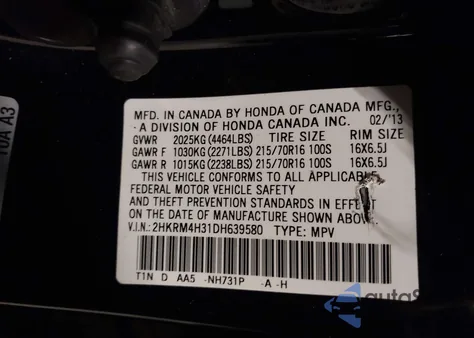 MFD. IN CANADA BY HONDA OF CANADA MFG.,
A DIVISION OF HONDA CANADA INC. 02/'13
GVWR 2025KG (4464LBS) TIRE SIZE RIM SIZE
GAWR F 1030KG (2271LBS) 215/70R16 100S 16X6.5J
GAWR R 1015KG (2238LBS) 215/70R16 100S 16X6.5J
THIS VEHICLE CONFORMS TO ALL APPLICABLE
FEDERAL MOTOR VEHICLE SAFETY
AND THEFT PREVENTION STANDARDS IN EFFECT
ON THE DATE OF MANUFACTURE SHOWN ABOVE.
V.I.N.: 2HKRM4H31DH639580 TYPE: MPV
T1N D AA5 -NH731P -A -H
10A A3